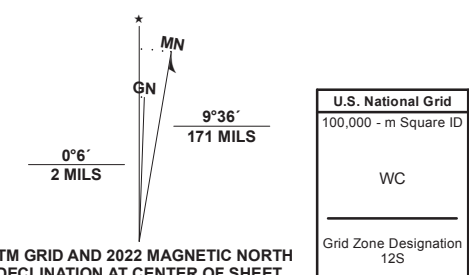 ★
MN
GN
9°36´
171 MILS
0°6´
2 MILS
TM GRID AND 2022 MAGNETIC NORTH
DECLINATION AT CENTER OF SHEET
U.S. National Grid
100,000 - m Square ID
WC
Grid Zone Designation
12S